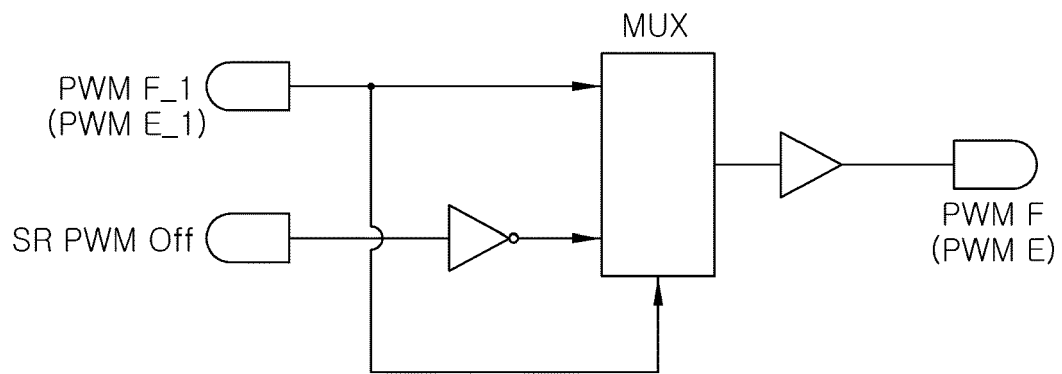 MUX
PWM F_1
(PWM E_1)
SR PWM Off
PWM F
(PWM E)